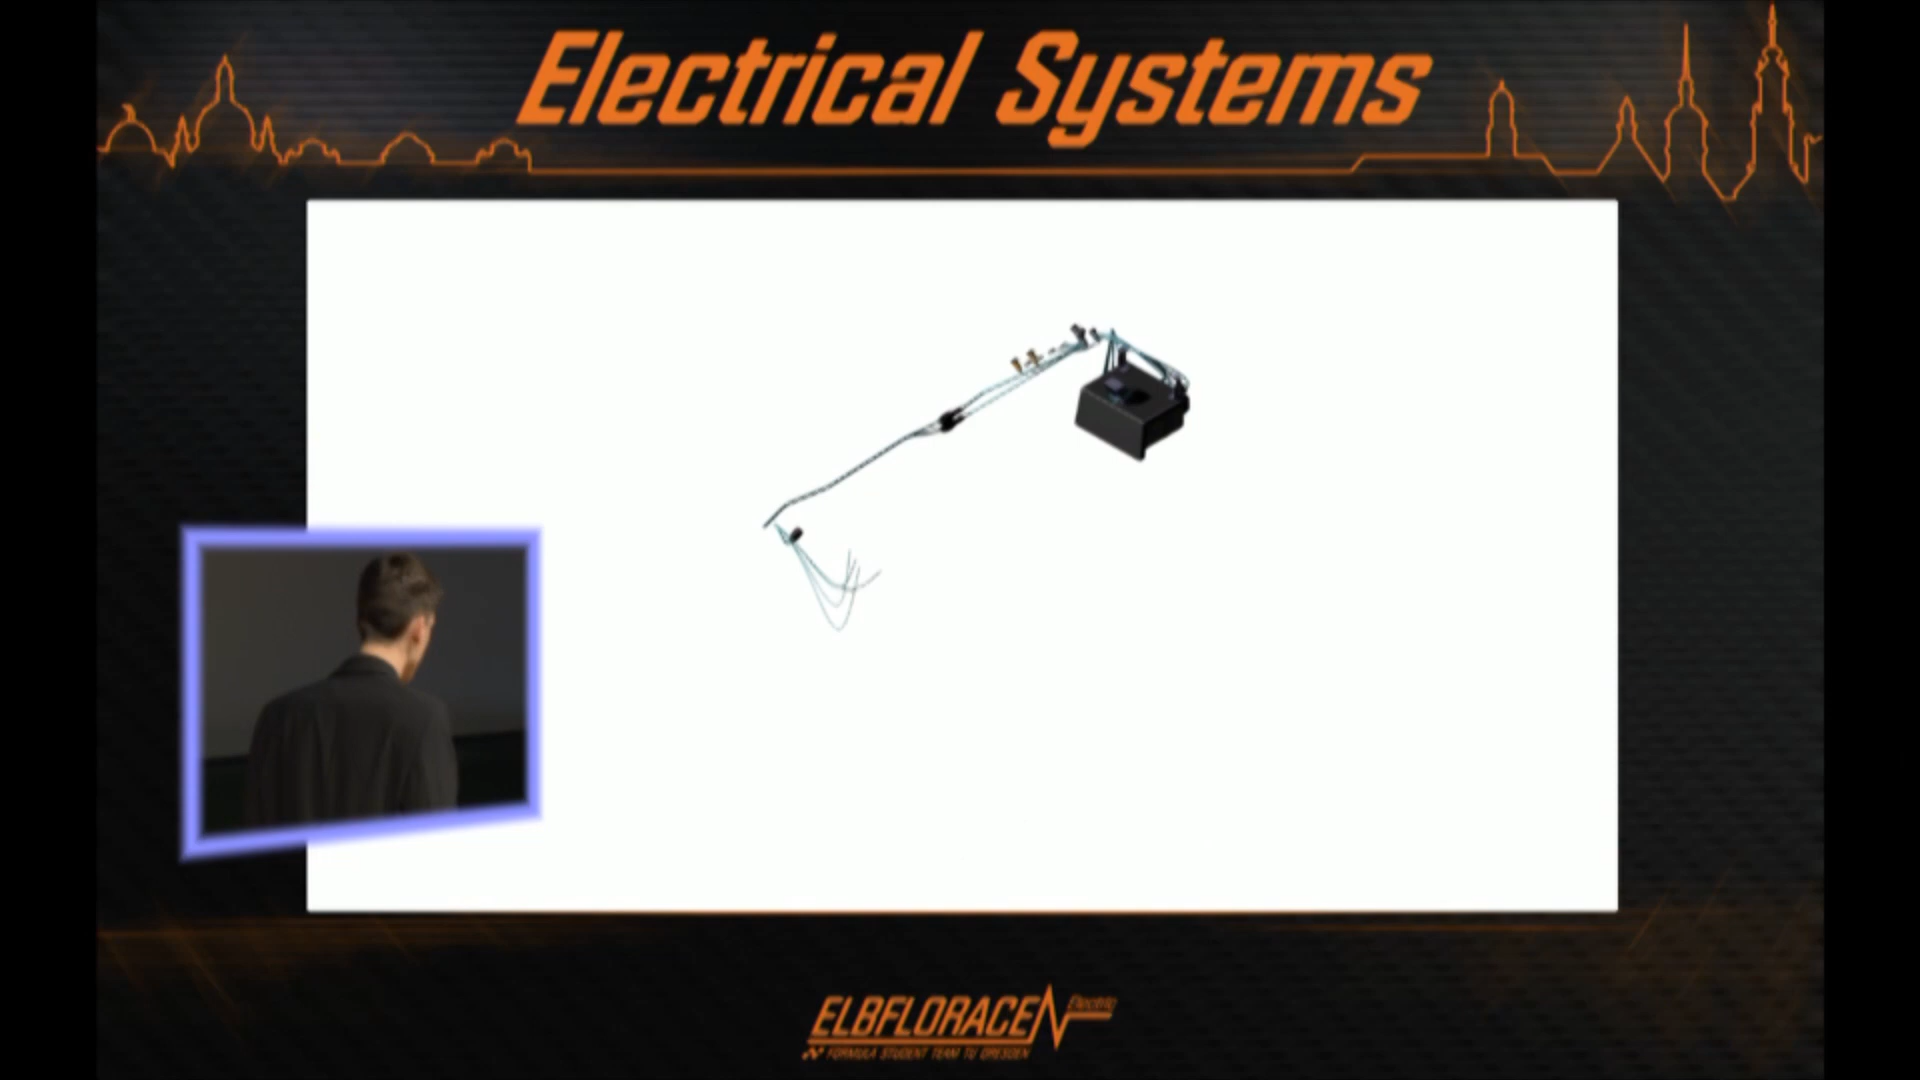 Electrical Systems
ELBFLORACE Electric
FORMULA STUDENT TEAM TU DRESDEN